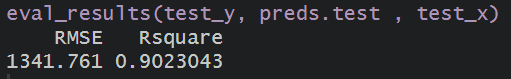 eval_results(test_y, preds.test , test_x)
RMSE Rsquare
1341.761 0.9023043